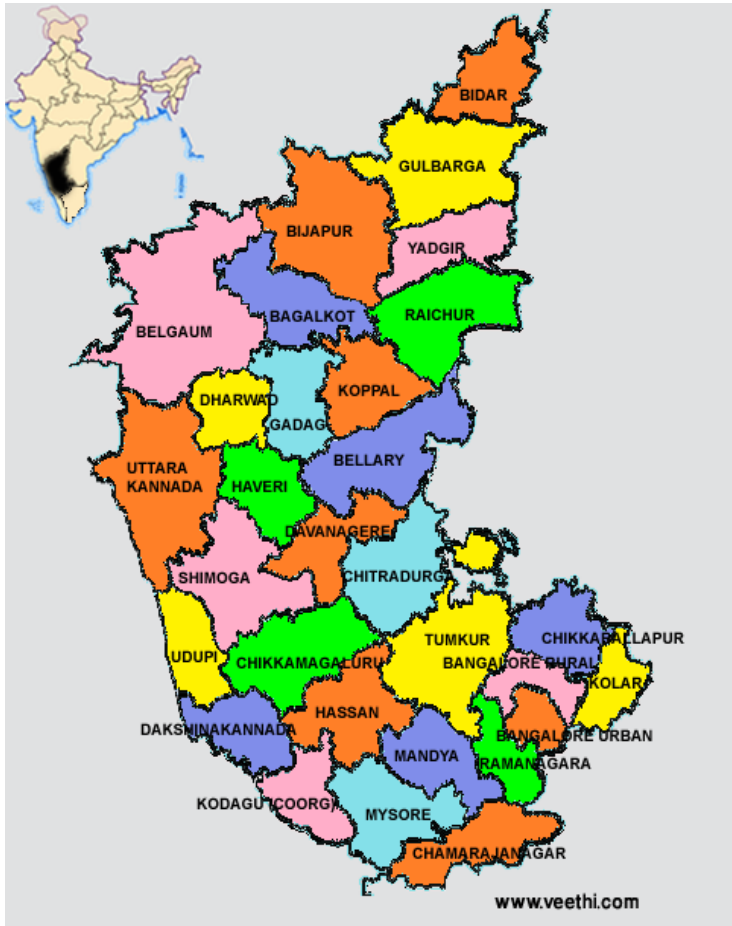 BIDAR
GULBARGA
BIJAPUR
YADGIR
BAGALKOT
RAICHUR
BELGAUM
KOPPAL
DHARWAD
GADAG
BELLARY
UTTARA
KANNADA
HAVERI
DAVANAGERE
SHIMOGA
CHITRADURG
TUMKUR
CHIKKABALLAPUR
UDUPI
CHIKKAMAGALURU
BANGALORE RURAL
KOLAR
HASSAN
DAKSHINAKANNADA
BANGALORE URBAN
MANDYA
RAMANAGARA
KODAGU (COORG)
MYSORE
CHAMARAJANAGAR
www.veethi.com